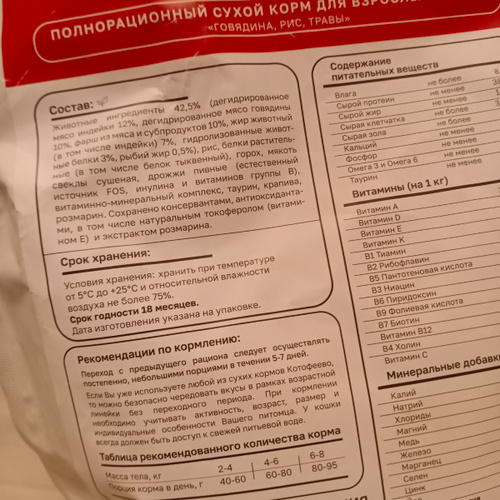 ПОЛНОРАЦИОННЫЙ СУХОЙ КОРМ ДЛЯ
«ГОВЯДИНА, РИС, ТРАВЫ»
Состав:
Животные ингредиенты 42,5% (дегидрированное
мясо индейки 12%, дегидрированное мясо говядины
10%, фарш из мяса и субпродуктов 10%, жир животный
(в том числе индейки) 7%, гидролизованные живот-
ные белки 3%, рыбий жир 0,5%), рис, белки раститель-
ные (в том числе белок тыквенный), горох, мякоть
свеклы сушеная, дрожжи пивные (естественный
источник FOS, инулина и витаминов группы В),
витаминно-минеральный комплекс, таурин, крапива,
розмарин. Сохранено консервантами, антиоксиданта-
ми, в том числе натуральным токоферолом (витами-
ном Е) и экстрактом розмарина.
Срок хранения:
Условия хранения: хранить при температуре
от 5°С до +25°С и относительной влажности
воздуха не более 75%.
Срок годности 18 месяцев.
Дата изготовления указана на упаковке.
Рекомендации по кормлению:
Переход с предыдущего рациона следует осуществлять
постепенно, небольшими порциями в течении 5-7 дней.
Если Вы уже используете любой из сухих кормов Котофеево,
то можно безопасно чередовать вкусы в рамках возрастной
линейки без переходного периода. При кормлении
необходимо учитывать активность, возраст, размер и
индивидуальные особенности Вашего питомца. У кошки
всегда должен быть доступ к свежей питьевой воде.
Таблица рекомендованного количества корма
Масса тела, кг 2-4 4-6 6-8
Порция корма в день, г 40-60 60-80 80-95
Содержание
питательных веществ
Влага не более
Сырой протеин не менее
Сырой жир не менее
Сырая клетчатка не более
Сырая зола не более
Кальций не менее
Фосфор не менее
Омега 3 и Омега 6 не менее
Таурин не менее
Витамины (на 1 кг)
Витамин А
Витамин D
Витамин Е
Витамин К
В1 Тиамин
В2 Рибофлавин
В5 Пантотеновая кислота
В3 Ниацин
В6 Пиридоксин
В9 Фолиевая кислота
В7 Биотин
Витамин В12
В4 Холин
Витамин С
Минеральные добавки
Калий
Натрий
Хлориды
Магний
Медь
Железо
Марганец
Селен
Цинк